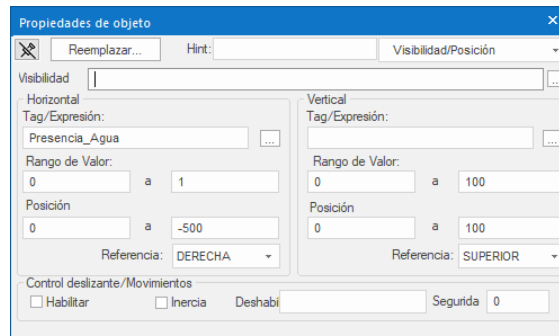 Propiedades de objeto
Reemplazar... Hint: Visibilidad/Posición
Visibilidad ...
Horizontal Vertical
Tag/Expresión: Tag/Expresión:
Presencia_Agua ... ...
Rango de Valor: Rango de Valor:
0 a 1 0 a 100
Posición Posición
0 a -500 0 a 100
Referencia: DERECHA Referencia: SUPERIOR
Control deslizante/Movimientos
Habilitar Inercia Deshabi Segurida 0